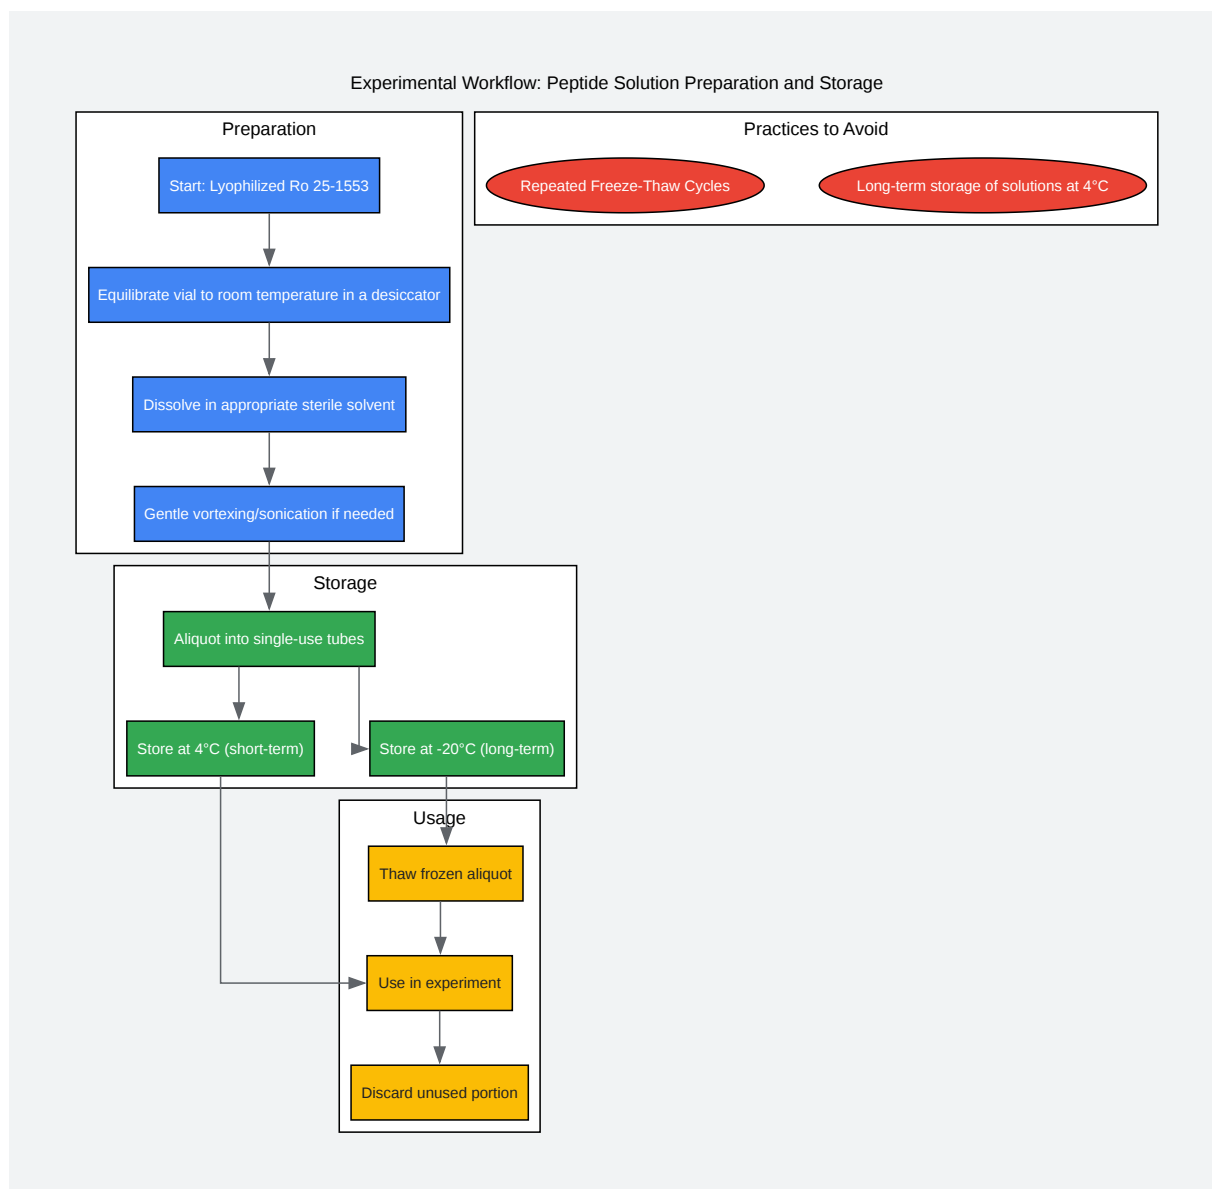 Experimental Workflow: Peptide Solution Preparation and Storage
Preparation
Start: Lyophilized Ro 25-1553
Equilibrate vial to room temperature in a desiccator
Dissolve in appropriate sterile solvent
Gentle vortexing/sonication if needed
Practices to Avoid
Repeated Freeze-Thaw Cycles
Long-term storage of solutions at 4°C
Storage
Aliquot into single-use tubes
Store at 4°C (short-term)
Store at -20°C (long-term)
Usage
Thaw frozen aliquot
Use in experiment
Discard unused portion